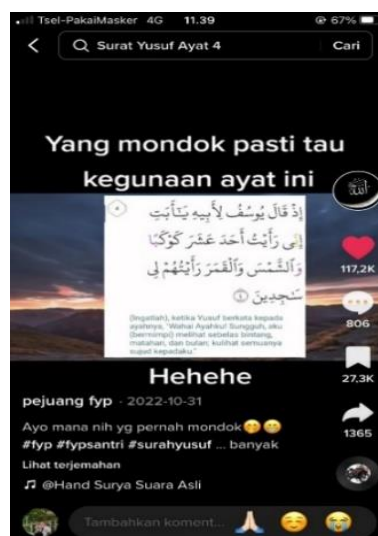 Tsel-PakaiMasker 4G 11.39 67%
Surat Yusuf Ayat 4 Cari
Yang mondok pasti tau
kegunaan ayat ini
إِذْ قَالَ يُوسُفُ لِأَبِيهِ يَـٰٓأَبَتِ
إِنِّى رَأَيْتُ أَحَدَ عَشَرَ كَوْكَبًا
وَٱلشَّمْسَ وَٱلْقَمَرَ رَأَيْتُهُمْ لِى
سَـٰجِدِينَ ٤
(Ingatlah), ketika Yusuf berkata kepada
ayahnya, "Wahai Ayahku! Sungguh, aku
(bermimpi) melihat sebelas bintang,
matahari, dan bulan; kulihat semuanya
sujud kepadaku."
Hehehe
117,2K
806
27,3K
1365
pejuang fyp · 2022-10-31
Ayo mana nih yg pernah mondok🤭😁
#fyp #fypsantri #surahyusuf ... banyak
Lihat terjemahan
@Hand Surya Suara Asli
Tambahkan koment...